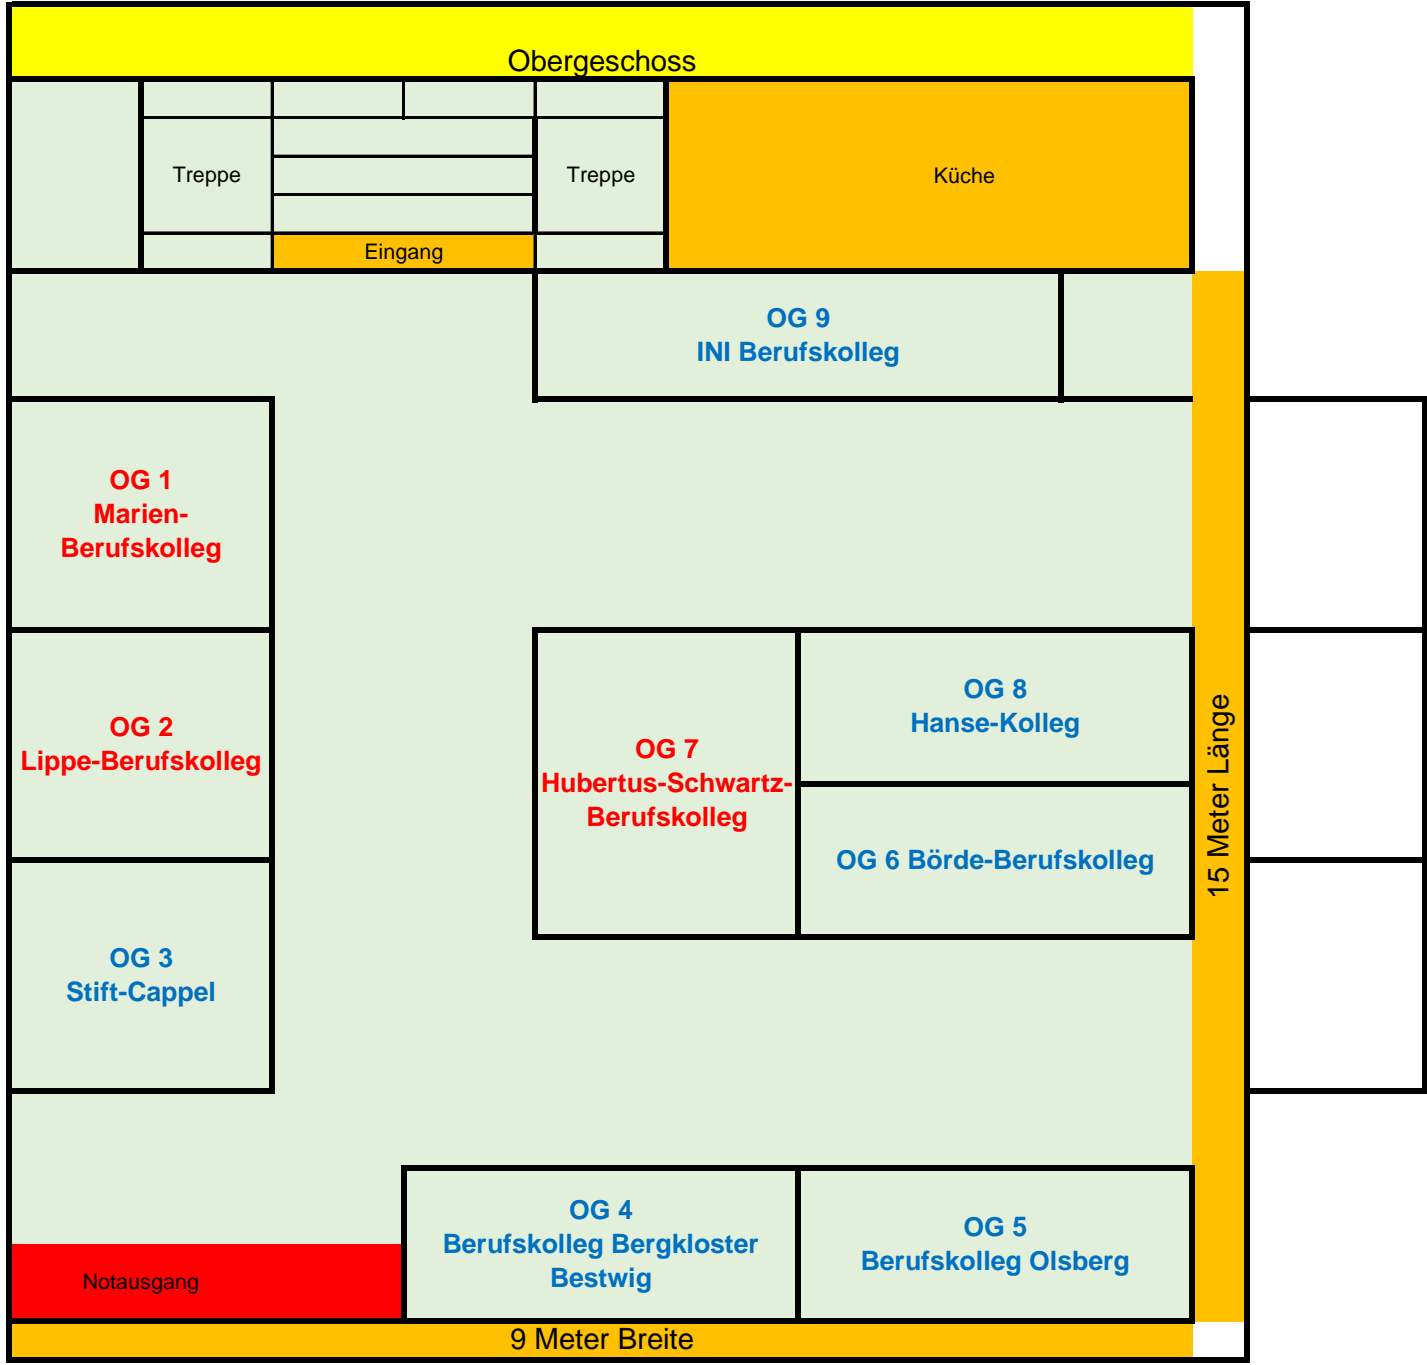 Obergeschoss
Treppe
Treppe
Küche
Eingang
OG 9
INI Berufskolleg
OG 1
Marien-
Berufskolleg
OG 2
Lippe-Berufskolleg
OG 7
Hubertus-Schwartz-
Berufskolleg
OG 8
Hanse-Kolleg
OG 6 Börde-Berufskolleg
15 Meter Länge
OG 3
Stift-Cappel
OG 4
Berufskolleg Bergkloster
Bestwig
OG 5
Berufskolleg Olsberg
Notausgang
9 Meter Breite